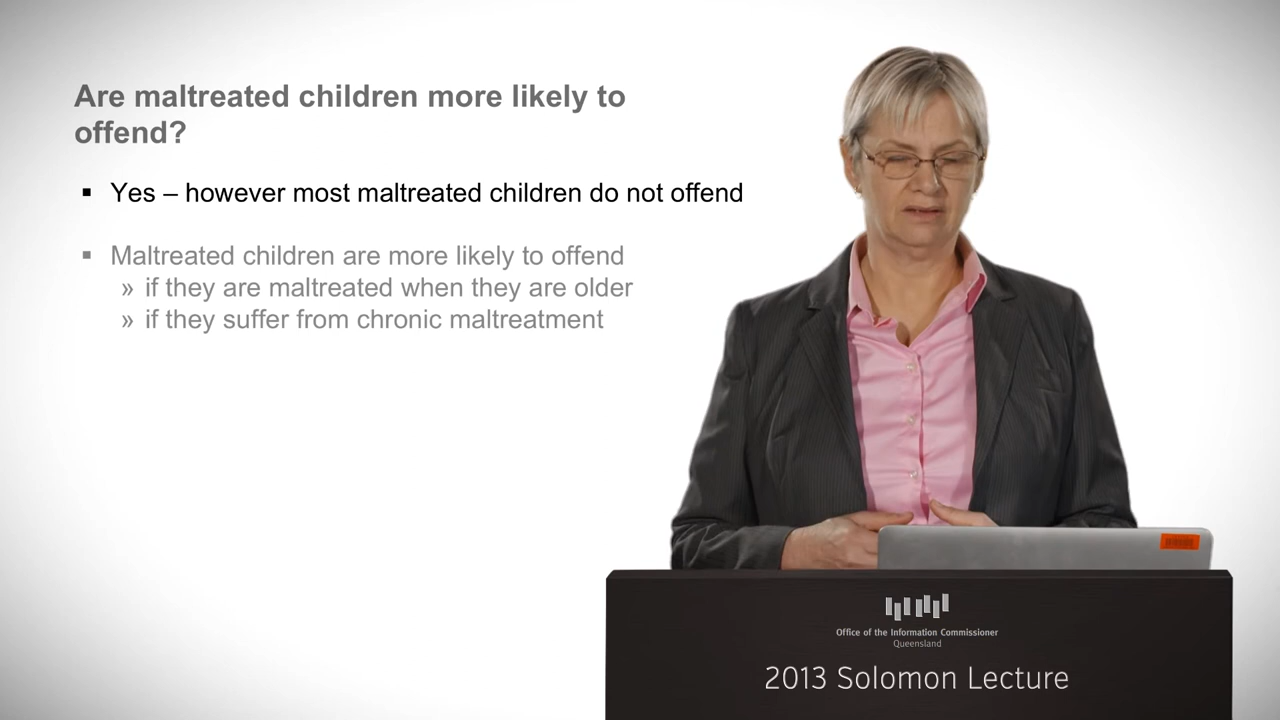 Are maltreated children more likely to
offend?
▪ Yes – however most maltreated children do not offend
▪ Maltreated children are more likely to offend
» if they are maltreated when they are older
» if they suffer from chronic maltreatment
Office of the Information Commissioner
Queensland
2013 Solomon Lecture